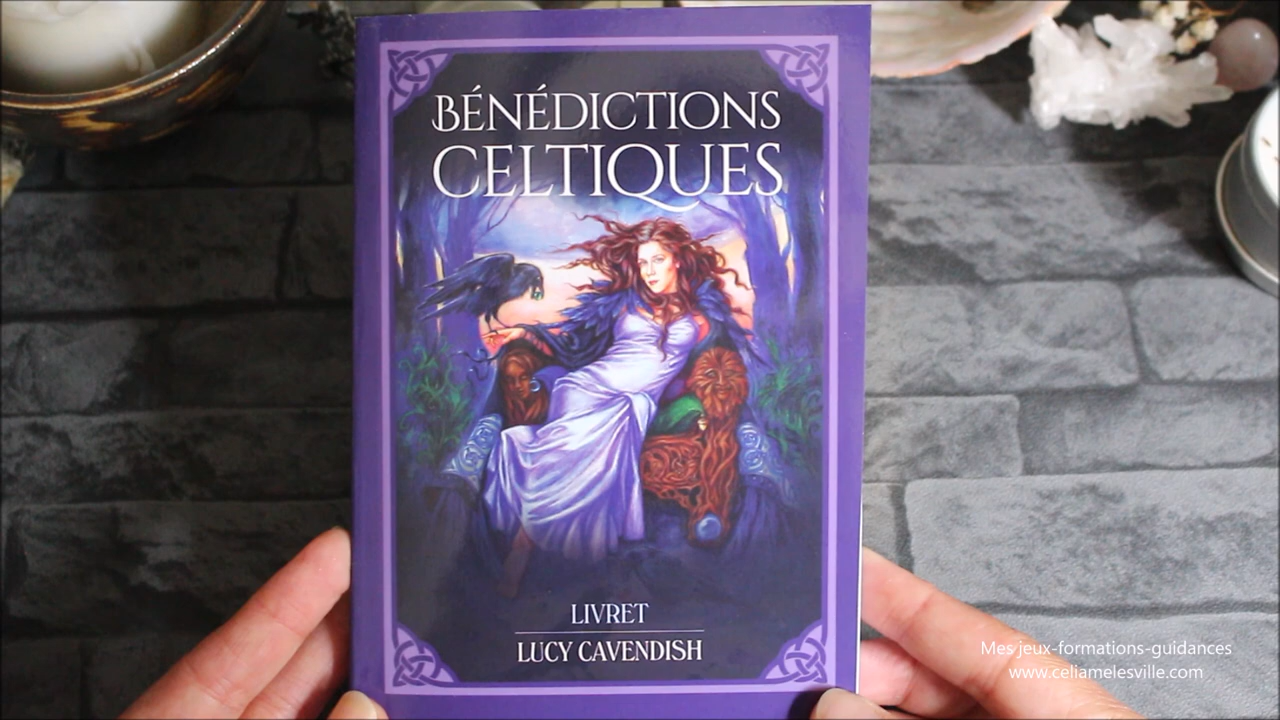 BÉNÉDICTIONS
CELTIQUES
LIVRET
LUCY CAVENDISH
Mes jeux-formations-guidances
www.celiamelesville.com